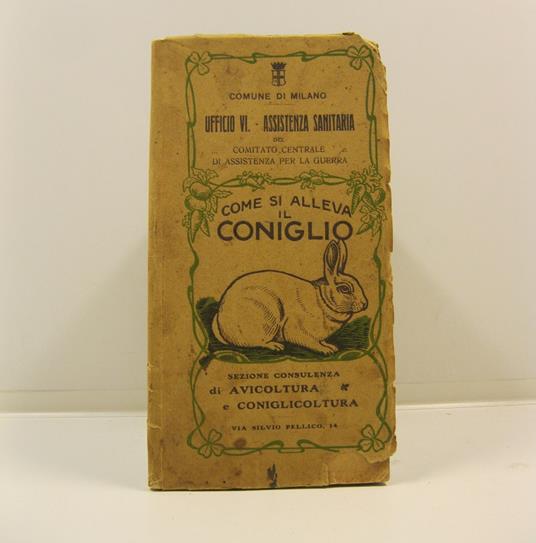 COMUNE DI MILANO
UFFICIO VI. - ASSISTENZA SANITARIA
DEL
COMITATO CENTRALE
DI ASSISTENZA PER LA GUERRA
COME SI ALLEVA
IL
CONIGLIO
SEZIONE CONSULENZA
di AVICOLTURA
e CONIGLICOLTURA
VIA SILVIO PELLICO, 14